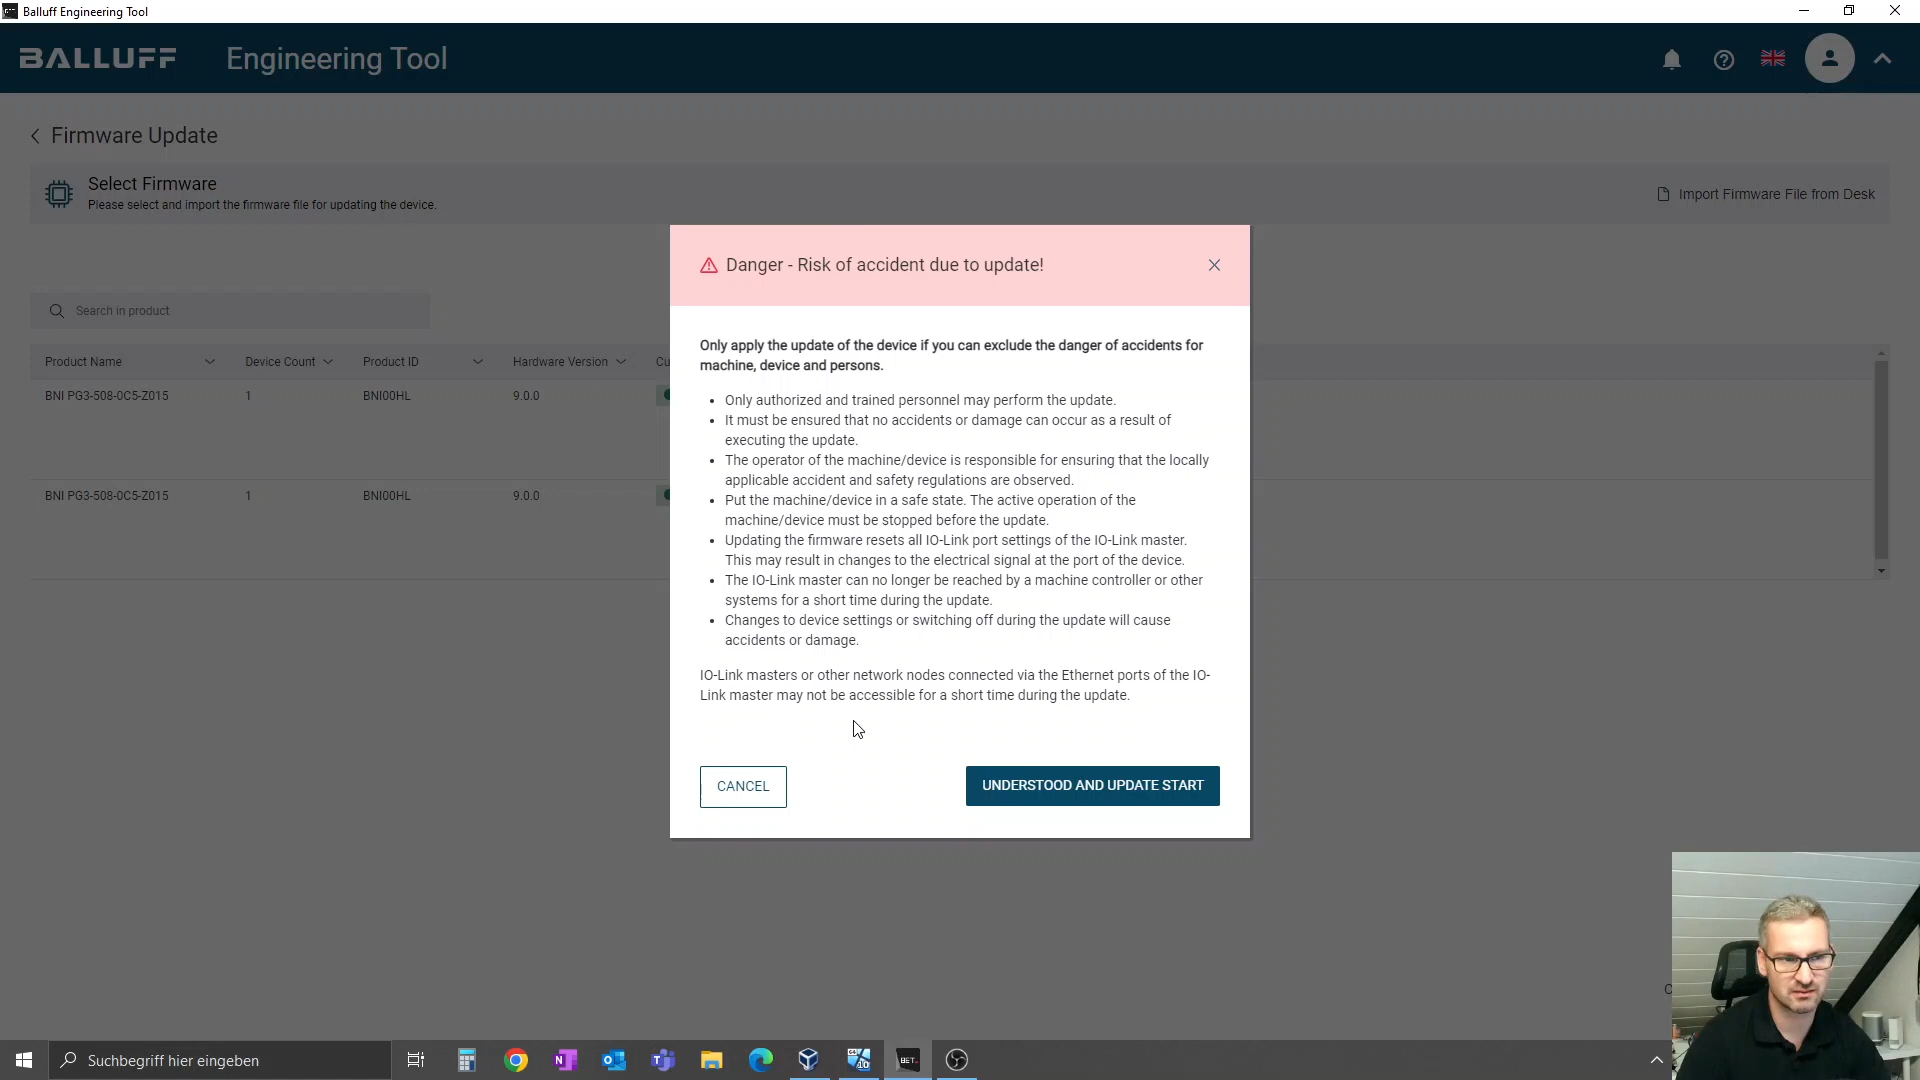 Balluff Engineering Tool
BALLUFF
Engineering Tool
Firmware Update
Select Firmware
Please select and import the firmware file for updating the device.
Import Firmware File from Desk
Search in product
Product Name Device Count Product ID Hardware Version Cu
BNI PG3-508-0C5-Z015 1 BNI00HL 9.0.0
BNI PG3-508-0C5-Z015 1 BNI00HL 9.0.0
Danger - Risk of accident due to update!
Only apply the update of the device if you can exclude the danger of accidents for
machine, device and persons.
• Only authorized and trained personnel may perform the update.
• It must be ensured that no accidents or damage can occur as a result of
executing the update.
• The operator of the machine/device is responsible for ensuring that the locally
applicable accident and safety regulations are observed.
• Put the machine/device in a safe state. The active operation of the
machine/device must be stopped before the update.
• Updating the firmware resets all IO-Link port settings of the IO-Link master.
This may result in changes to the electrical signal at the port of the device.
• The IO-Link master can no longer be reached by a machine controller or other
systems for a short time during the update.
• Changes to device settings or switching off during the update will cause
accidents or damage.
IO-Link masters or other network nodes connected via the Ethernet ports of the IO-
Link master may not be accessible for a short time during the update.
CANCEL
UNDERSTOOD AND UPDATE START
Suchbegriff hier eingeben
BET